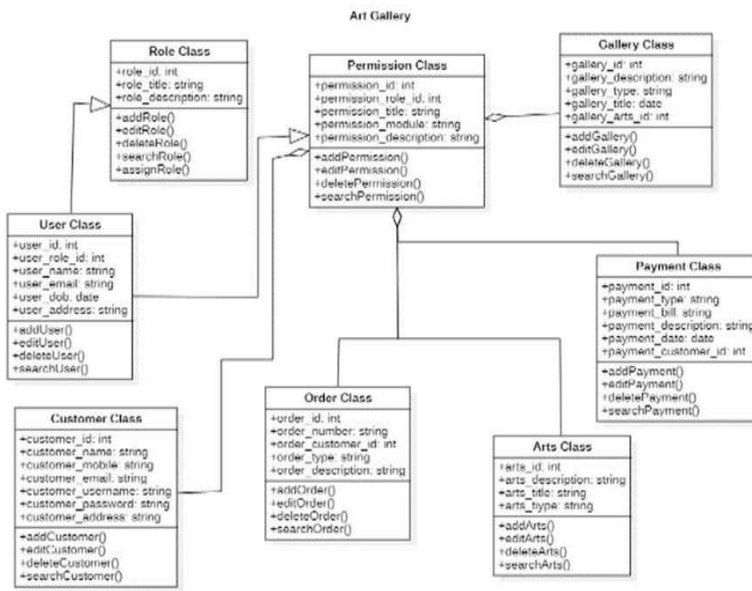 Art Gallery
Role Class
+role_id: int
+role_title: string
+role_description: string
+addRole()
+editRole()
+deleteRole()
+searchRole()
+assignRole()
Permission Class
+permission_id: int
+permission_role_id: int
+permission_title: string
+permission_module: string
+permission_description: string
+addPermission()
+editPermission()
+deletePermission()
+searchPermission()
Gallery Class
+gallery_id: int
+gallery_description: string
+gallery_type: string
+gallery_title: date
+gallery_arts_id: int
+addGallery()
+editGallery()
+deleteGallery()
+searchGallery()
User Class
+user_id: int
+user_role_id: int
+user_name: string
+user_email: string
+user_dob: date
+user_address: string
+addUser()
+editUser()
+deleteUser()
+searchUser()
Payment Class
+payment_id: int
+payment_type: string
+payment_bill: string
+payment_description: string
+payment_date: date
+payment_customer_id: int
+addPayment()
+editPayment()
+deletePayment()
+searchPayment()
Customer Class
+customer_id: int
+customer_name: string
+customer_mobile: string
+customer_email: string
+customer_username: string
+customer_password: string
+customer_address: string
+addCustomer()
+editCustomer()
+deleteCustomer()
+searchCustomer()
Order Class
+order_id: int
+order_number: string
+order_customer_id: int
+order_type: string
+order_description: string
+addOrder()
+editOrder()
+deleteOrder()
+searchOrder()
Arts Class
+arts_id: int
+arts_description: string
+arts_title: string
+arts_trype: string
+addArts()
+editArts()
+deleteArts()
+searchArts()